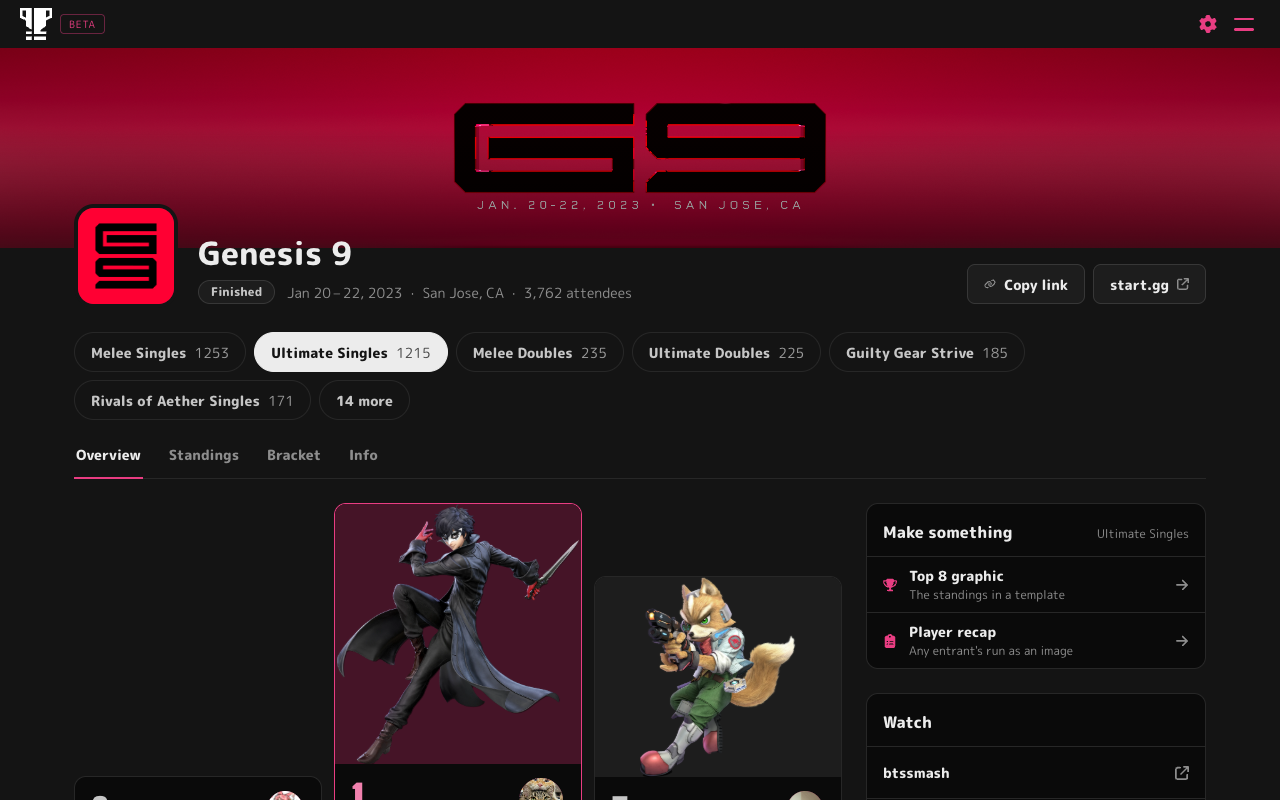 BETA
G9
JAN. 20-22, 2023 • SAN JOSE, CA
Genesis 9
Finished Jan 20 – 22, 2023 · San Jose, CA · 3,762 attendees
Copy link
start.gg
Melee Singles 1253
Ultimate Singles 1215
Melee Doubles 235
Ultimate Doubles 225
Guilty Gear Strive 185
Rivals of Aether Singles 171
14 more
Overview
Standings
Bracket
Info
1
Make something
Ultimate Singles
Top 8 graphic
The standings in a template
Player recap
Any entrant's run as an image
Watch
btssmash